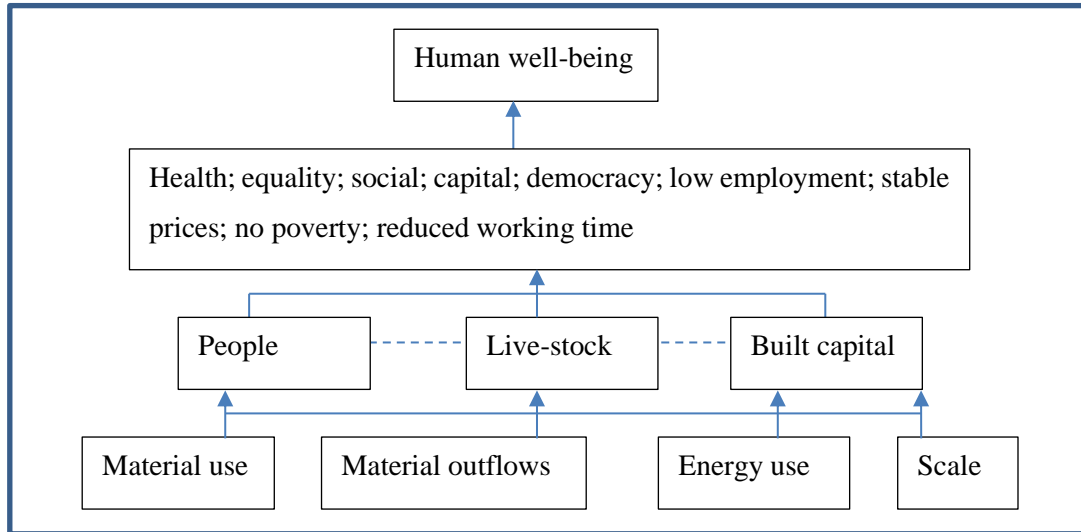 Human well-being
Health; equality; social; capital; democracy; low employment; stable
prices; no poverty; reduced working time
People
Live-stock
Built capital
Material use
Material outflows
Energy use
Scale